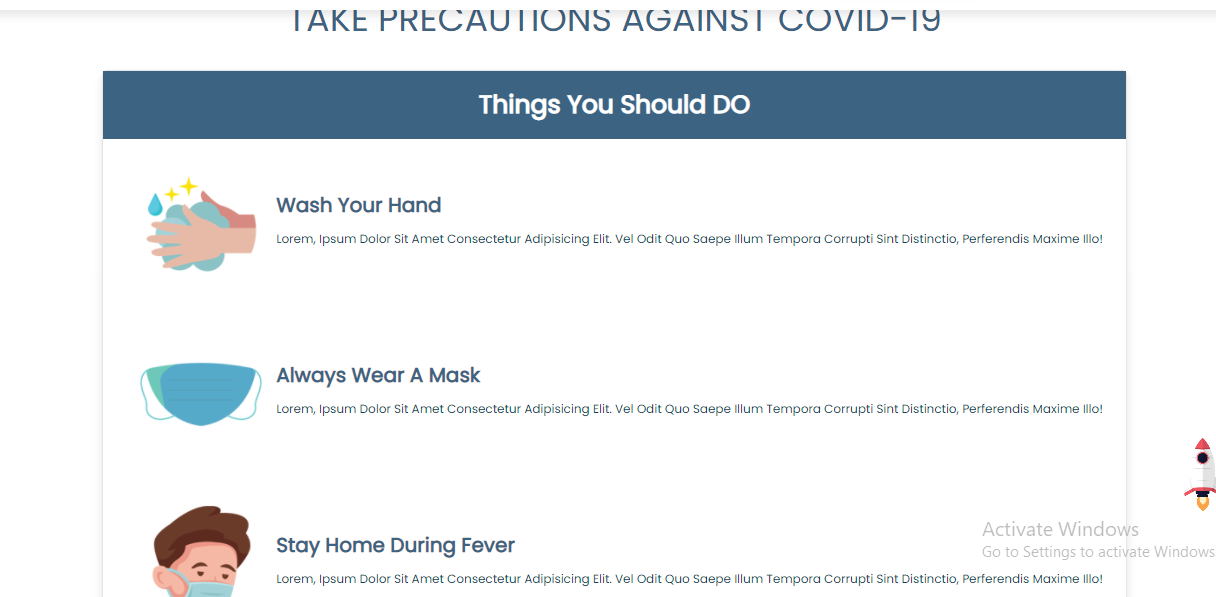 TAKE PRECAUTIONS AGAINST COVID-19
Things You Should DO
Wash Your Hand
Lorem, Ipsum Dolor Sit Amet Consectetur Adipisicing Elit. Vel Odit Quo Saepe Illum Tempora Corrupti Sint Distinctio, Perferendis Maxime Illo!
Always Wear A Mask
Lorem, Ipsum Dolor Sit Amet Consectetur Adipisicing Elit. Vel Odit Quo Saepe Illum Tempora Corrupti Sint Distinctio, Perferendis Maxime Illo!
Stay Home During Fever
Lorem, Ipsum Dolor Sit Amet Consectetur Adipisicing Elit. Vel Odit Quo Saepe Illum Tempora Corrupti Sint Distinctio, Perferendis Maxime Illo!
Activate Windows
Go to Settings to activate Windows